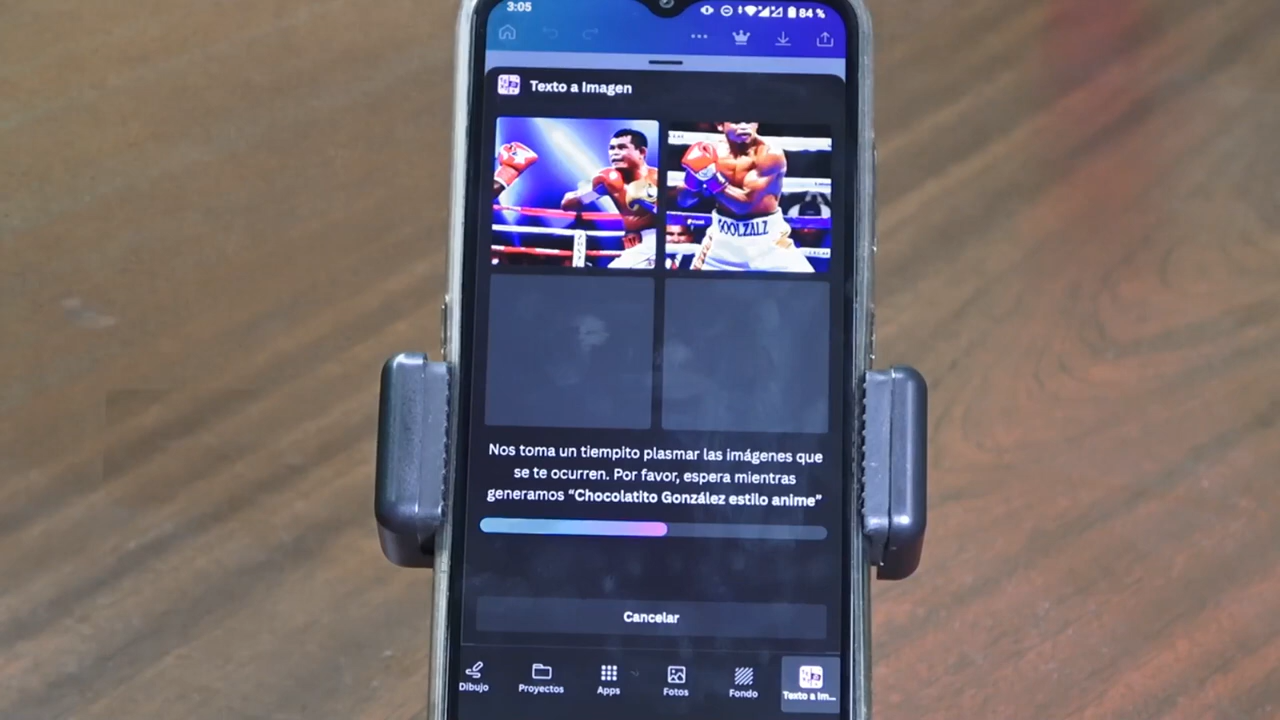 3:05
84 %
Texto a Imagen
GOOLZALZ
Nos toma un tiempito plasmar las imágenes que
se te ocurren. Por favor, espera mientras
generamos “Chocolatito González estilo anime”
Cancelar
Dibujo
Proyectos
Apps
Fotos
Fondo
Texto a Im...